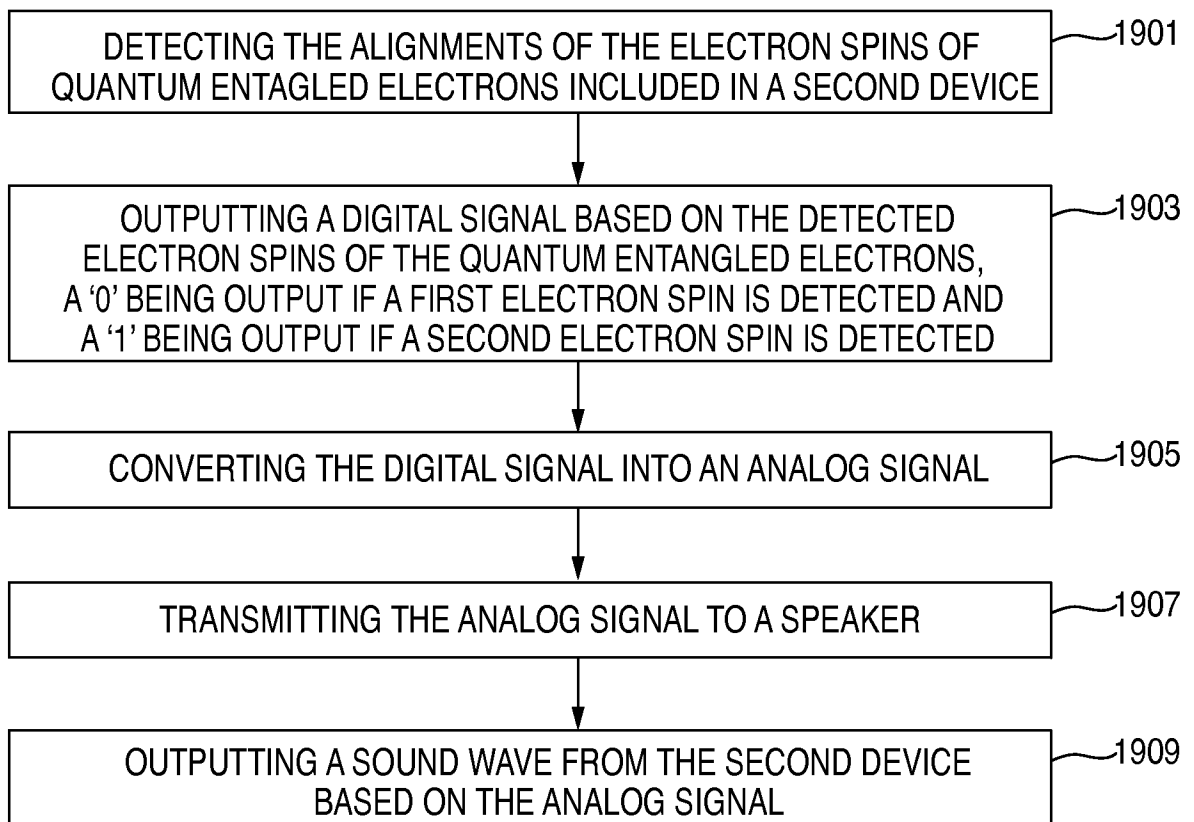 DETECTING THE ALIGNMENTS OF THE ELECTRON SPINS OF
QUANTUM ENTAGLED ELECTRONS INCLUDED IN A SECOND DEVICE
1901
OUTPUTTING A DIGITAL SIGNAL BASED ON THE DETECTED
ELECTRON SPINS OF THE QUANTUM ENTANGLED ELECTRONS,
A ‘0’ BEING OUTPUT IF A FIRST ELECTRON SPIN IS DETECTED AND
A ‘1’ BEING OUTPUT IF A SECOND ELECTRON SPIN IS DETECTED
1903
CONVERTING THE DIGITAL SIGNAL INTO AN ANALOG SIGNAL
1905
TRANSMITTING THE ANALOG SIGNAL TO A SPEAKER
1907
OUTPUTTING A SOUND WAVE FROM THE SECOND DEVICE
BASED ON THE ANALOG SIGNAL
1909